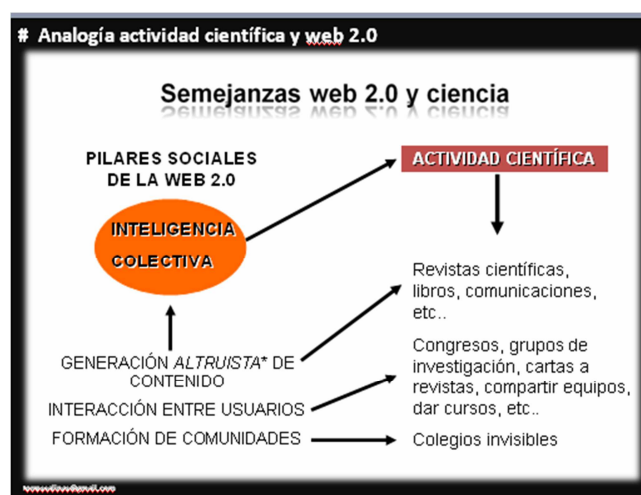 # Analogía actividad científica y web 2.0
Semejanzas web 2.0 y ciencia
PILARES SOCIALES
DE LA WEB 2.0
INTELIGENCIA
COLECTIVA
GENERACIÓN ALTRUISTA* DE
CONTENIDO
INTERACCIÓN ENTRE USUARIOS
FORMACIÓN DE COMUNIDADES
ACTIVIDAD CIENTÍFICA
Revistas científicas,
libros, comunicaciones,
etc..
Congresos, grupos de
investigación, cartas a
revistas, compartir equipos,
dar cursos, etc..
Colegios invisibles